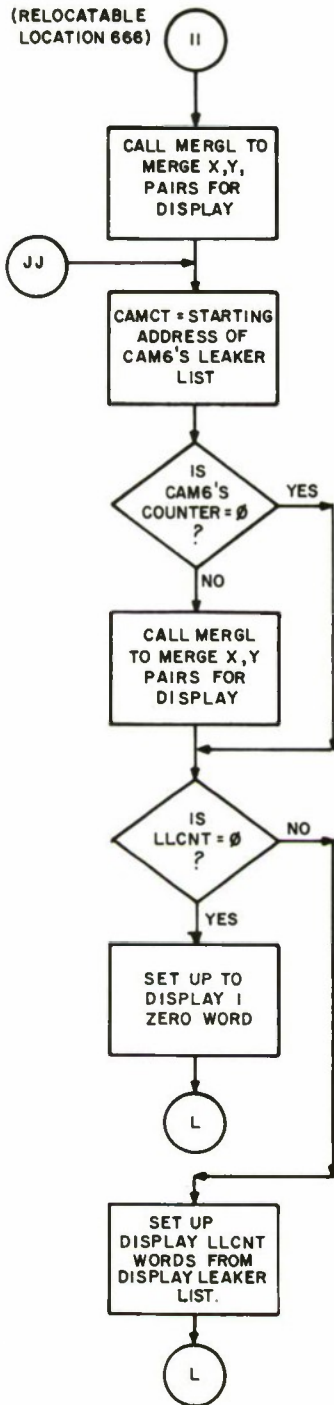 (RELOCATABLE
LOCATION 666)
II
CALL MERGL TO
MERGE X,Y,
PAIRS FOR
DISPLAY
JJ
CAMCT = STARTING
ADDRESS OF
CAM6'S LEAKER
LIST
IS
CAM6'S
COUNTER = Ø
?
YES
NO
CALL MERGL
TO MERGE X,Y
PAIRS FOR
DISPLAY
IS
LLCNT = Ø
?
NO
YES
SET UP TO
DISPLAY 1
ZERO WORD
L
SET UP
DISPLAY LLCNT
WORDS FROM
DISPLAY LEAKER
LIST.
L